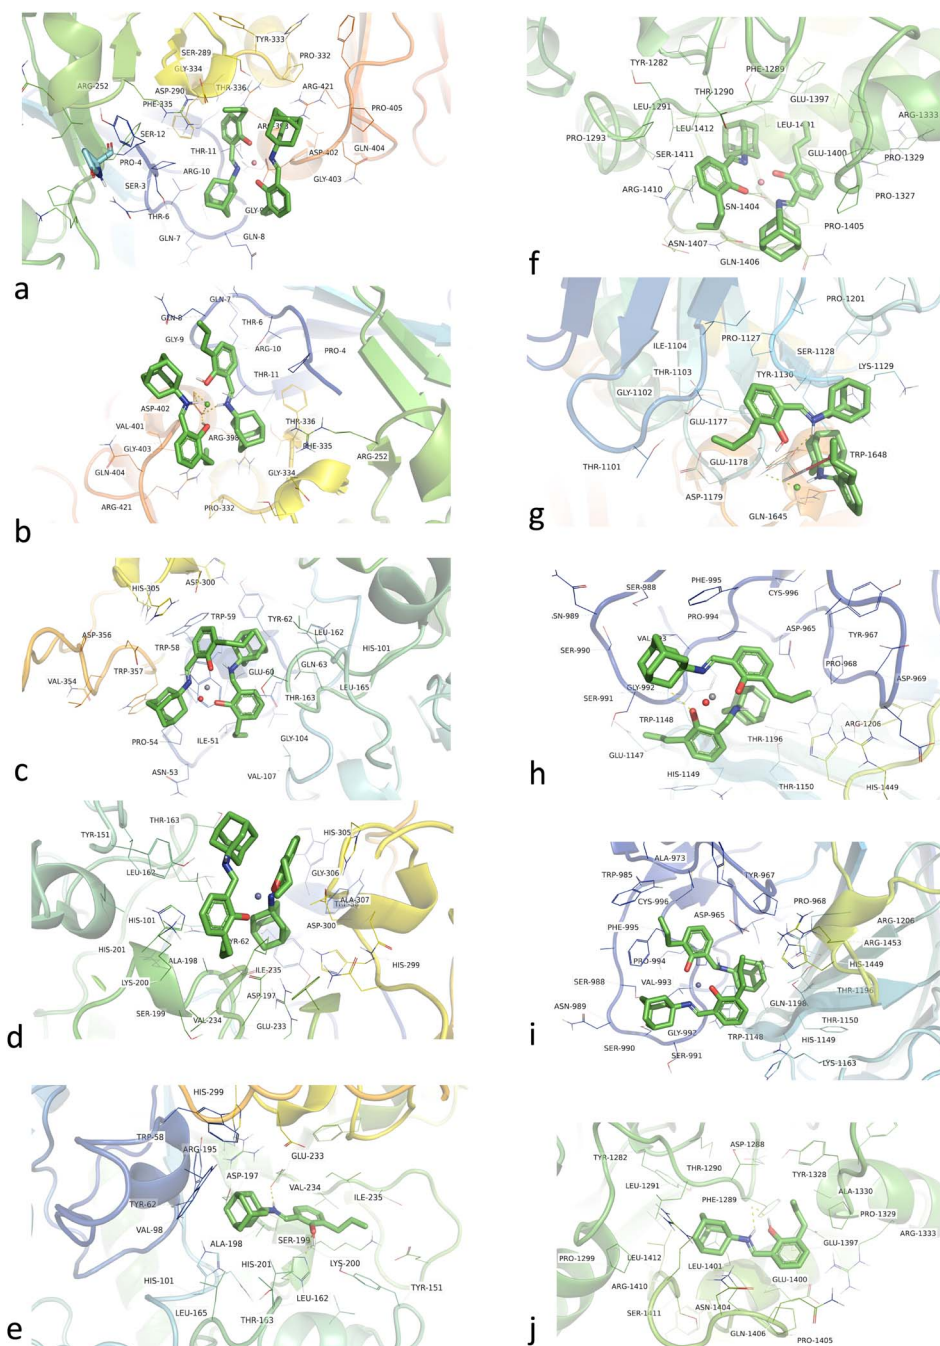 TYR-333
SER-289
PRO-332
GLY-334
ARG-252
ASP-290
THR-336
ARG-421
PHE-335
PRO-405
SER-12
THR-11
ASP-402
GLN-404
PRO-4
ARG-10
GLY-403
SER-3
THR-6
GLN-7
GLN-8
a
GLN-7
GLN-8
THR-6
GLY-9
ARG-10
PRO-4
THR-11
ASP-402
VAL-401
THR-336
ARG-398
PHE-335
GLY-403
ARG-252
GLN-404
GLY-334
ARG-421
PRO-332
b
ASP-300
HIS-305
TRP-59
TYR-62
ASP-356
LEU-162
TRP-58
HIS-101
GLN-63
TRP-357
GLU-60
VAL-354
THR-163
LEU-165
PRO-54
ILE-51
GLY-104
ASN-53
VAL-107
c
THR-163
TYR-151
HIS-305
LEU-162
GLY-306
ALA-307
HIS-101
ASP-300
HIS-201
ALA-198
LYS-200
ILE-235
HIS-299
ASP-197
SER-199
VAL-234
GLU-233
d
HIS-299
TRP-58
ARG-195
GLU-233
ASP-197
VAL-234
ILE-235
TYR-62
VAL-98
SER-199
ALA-198
HIS-201
LYS-200
HIS-101
TYR-151
LEU-162
LEU-165
THR-163
e
TYR-1282
PHE-1289
THR-1290
GLU-1397
LEU-1291
ARG-1333
PRO-1293
LEU-1412
SER-1411
GLU-1400
PRO-1329
ARG-1410
PRO-1327
ASN-1404
PRO-1405
ASN-1407
GLN-1406
f
PRO-1201
ILE-1104
PRO-1127
SER-1128
THR-1103
LYS-1129
TYR-1130
GLY-1102
GLU-1177
THR-1101
GLU-1178
TRP-1648
ASP-1179
GLN-1645
g
PHE-995
SER-988
CYS-996
PRO-994
ASP-965
SER-990
TYR-967
PRO-968
ASP-969
GLY-992
SER-991
TRP-1148
ARG-1206
THR-1196
GLU-1147
HIS-1149
THR-1150
HIS-1449
h
ALA-973
TRP-985
TYR-967
CYS-996
PRO-968
ASP-965
ARG-1206
PHE-995
ARG-1453
PRO-994
HIS-1449
SER-988
VAL-993
THR-1196
GLN-1198
ASN-989
THR-1150
GLY-992
TRP-1148
HIS-1149
SER-990
SER-991
LYS-1163
i
ASP-1288
TYR-1282
THR-1290
TYR-1328
LEU-1291
ALA-1330
PHE-1289
PRO-1329
ARG-1333
GLU-1397
PRO-1299
LEU-1412
LEU-1401
ARG-1410
GLU-1400
SER-1411
ASN-1404
GLN-1406
PRO-1405
j